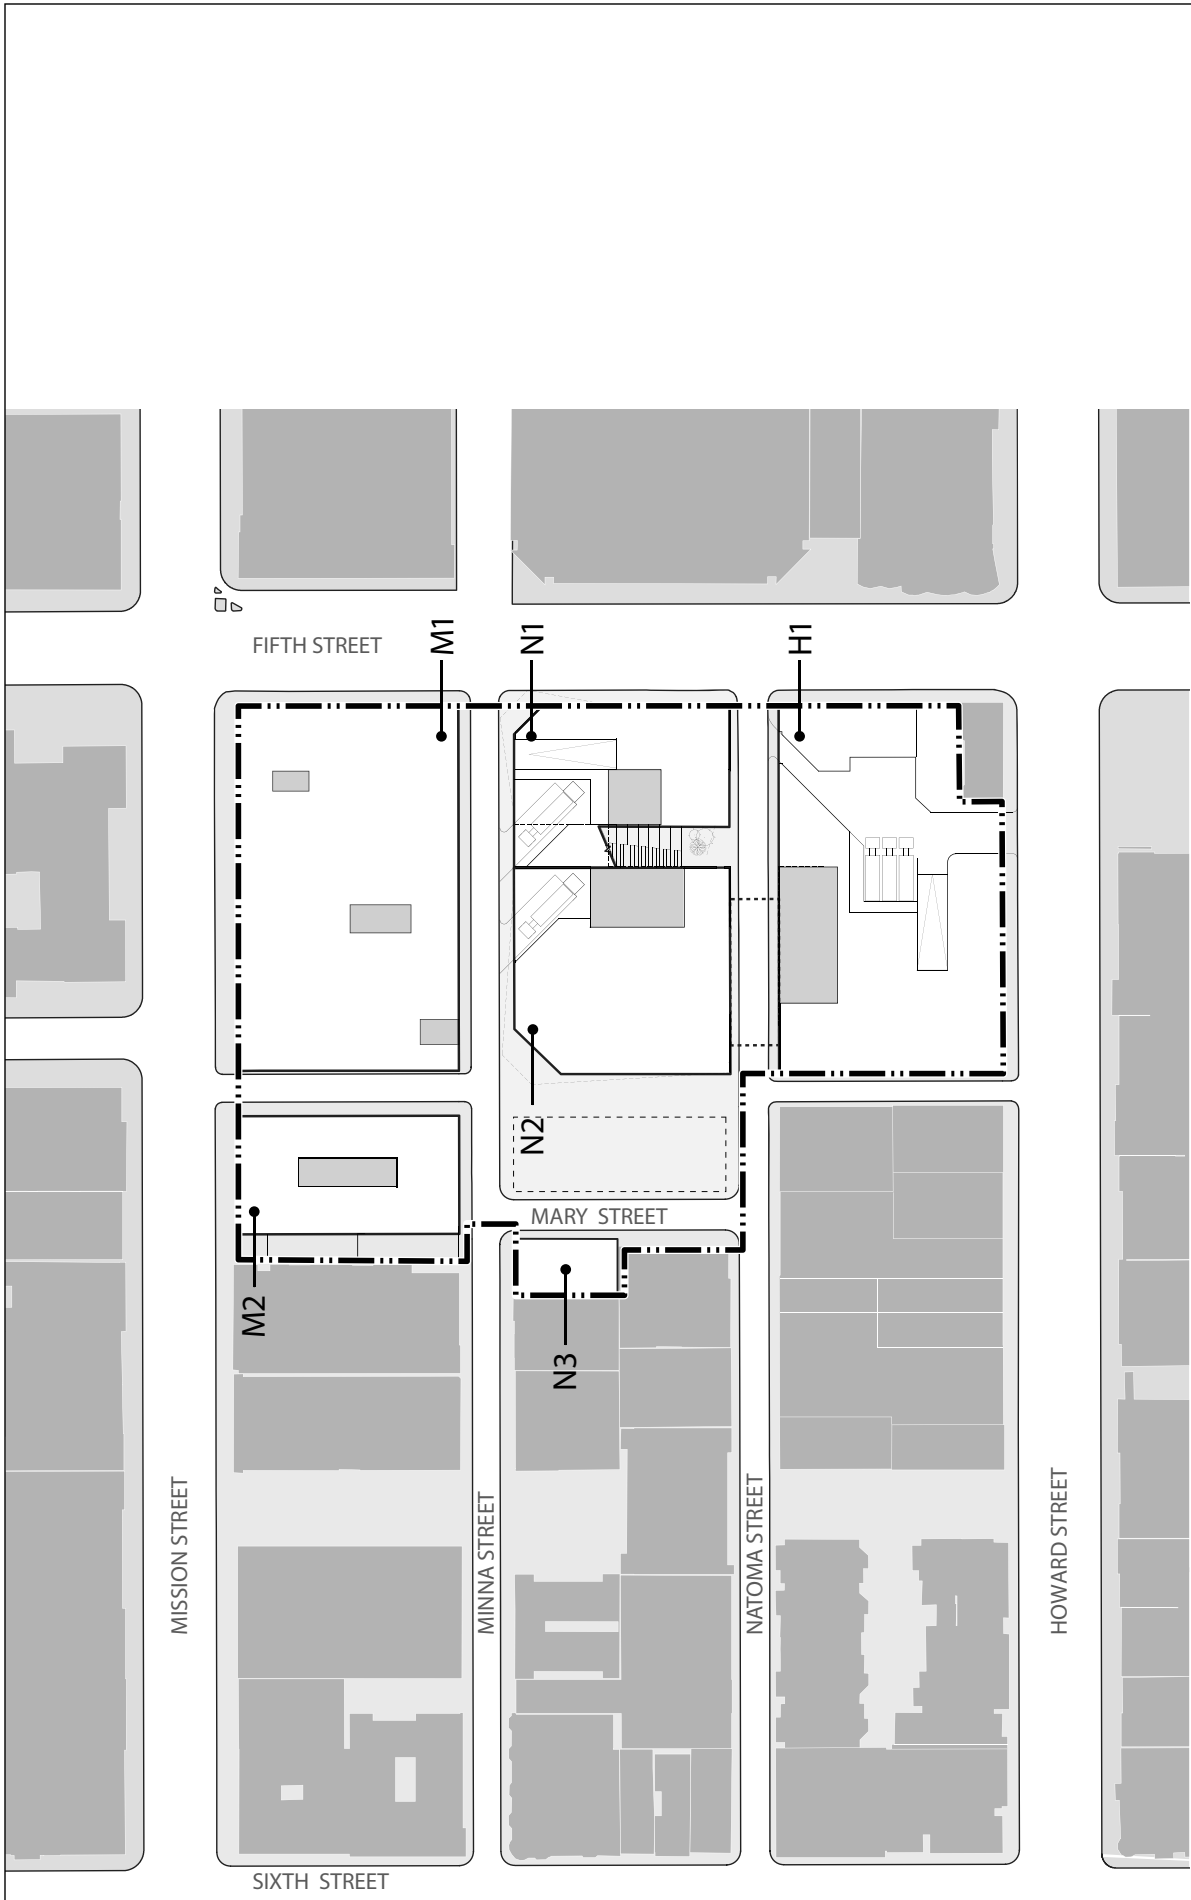 FIFTH STREET
M1
N1
H1
N2
MARY STREET
M2
N3
MISSION STREET
MINNA STREET
NATOMA STREET
HOWARD STREET
SIXTH STREET